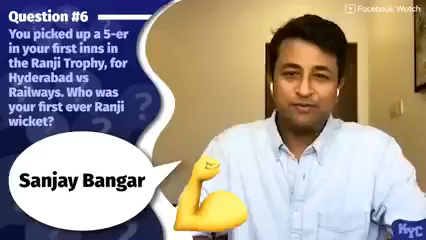 Question #6
You picked up a 5-er
in your first inns in
the Ranji Trophy, for
Hyderabad vs
Railways. Who was
your first ever Ranji
wicket?
Sanjay Bangar
Facebook Watch
KYC